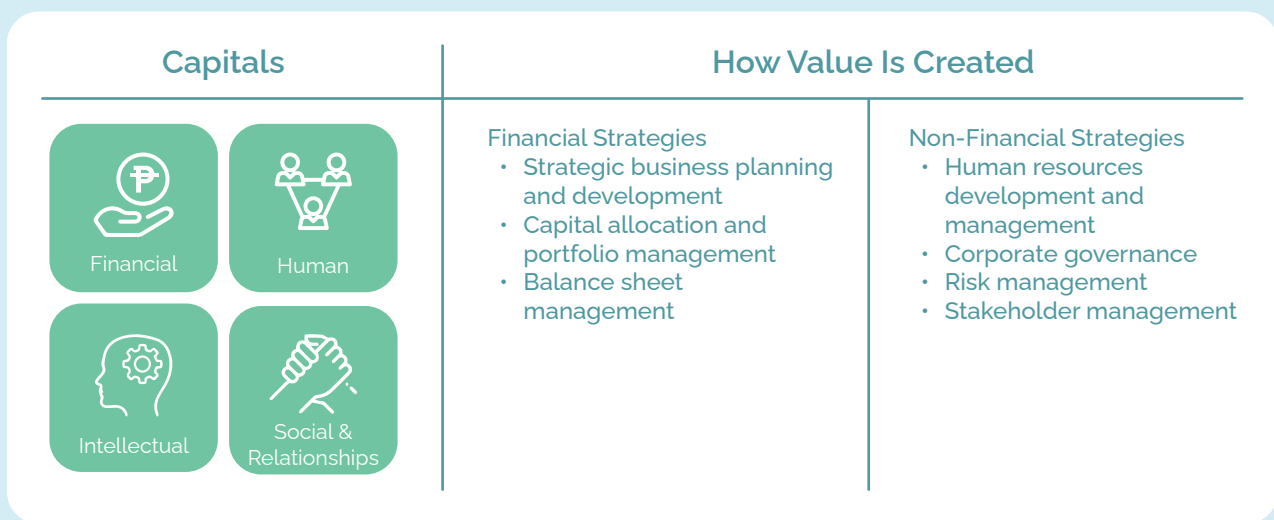 Capitals
How Value Is Created
Financial
Human
Intellectual
Social &
Relationships
Financial Strategies
• Strategic business planning
and development
• Capital allocation and
portfolio management
• Balance sheet
management
Non-Financial Strategies
• Human resources
development and
management
• Corporate governance
• Risk management
• Stakeholder management